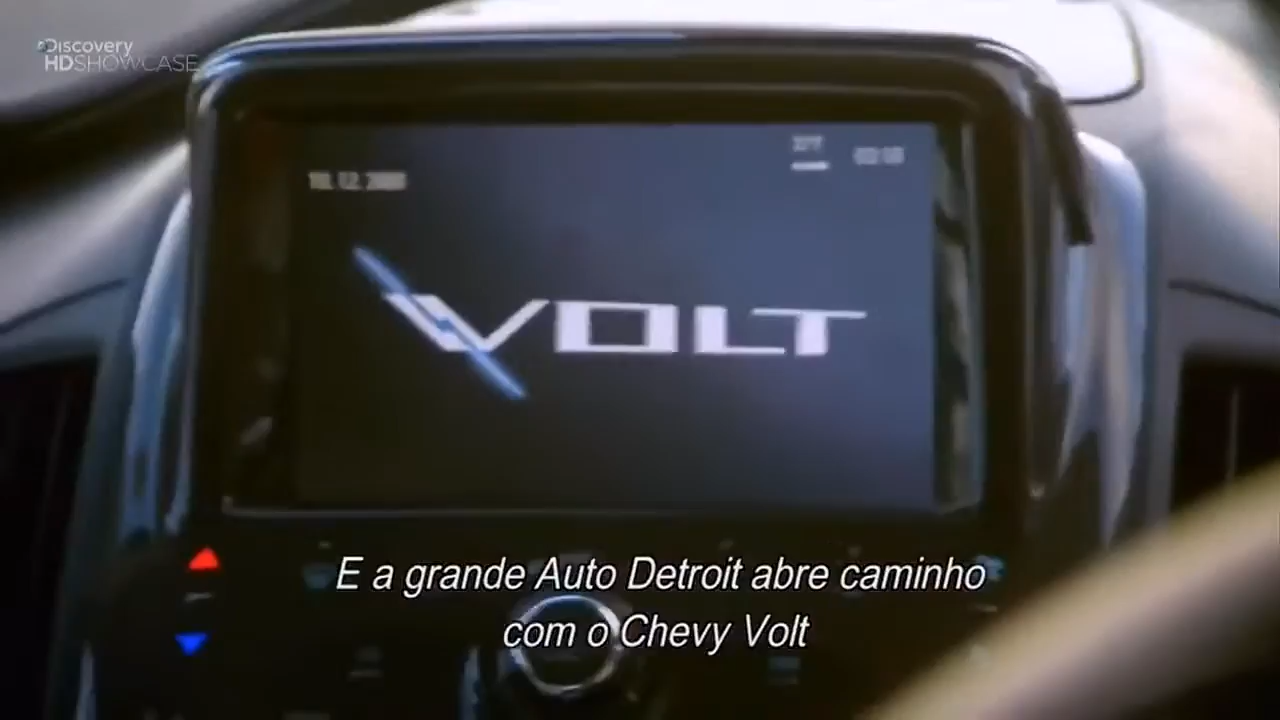 Discovery
HDSHOWCASE
VOLT
E a grande Auto Detroit abre caminho
com o Chevy Volt